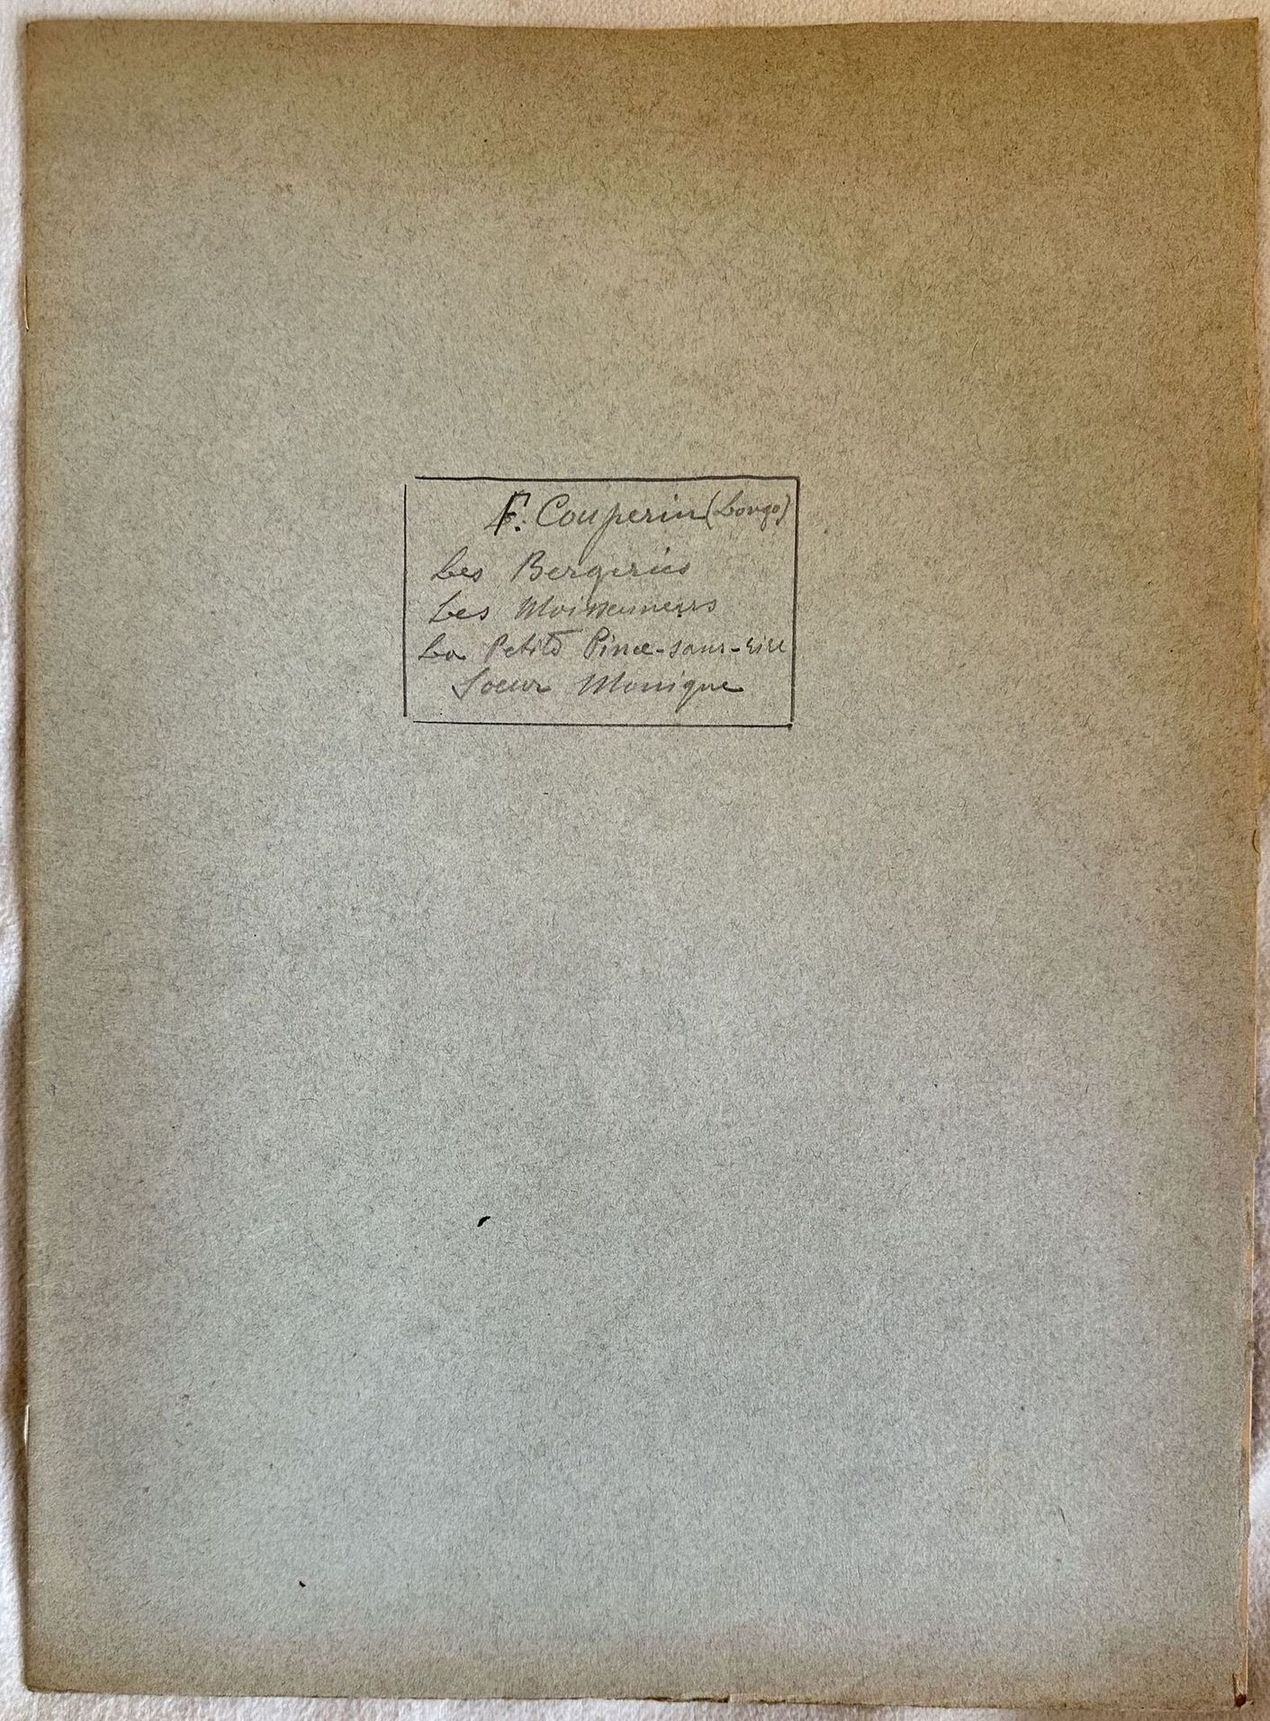 F. Couperin (Longo)
Les Bergeries
Les Moissonneurs
La Petite Pince-sans-rire
Soeur Monique